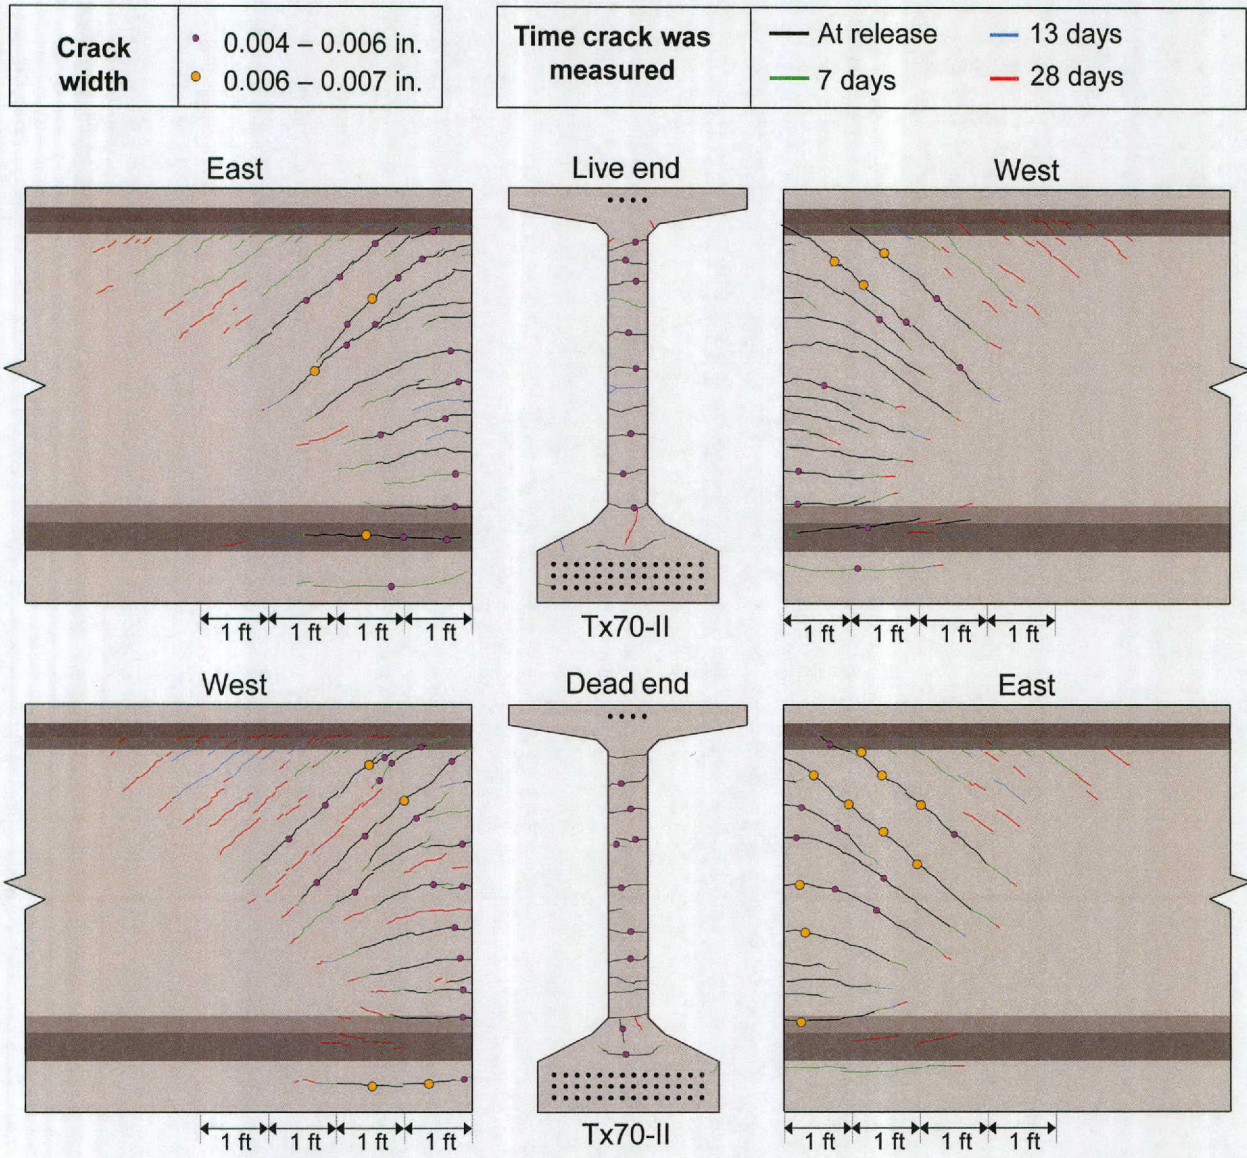 Crack
width
0.004 – 0.006 in.
0.006 – 0.007 in.
Time crack was
measured
At release
13 days
7 days
28 days
East
Live end
West
1 ft
1 ft
1 ft
1 ft
Tx70-II
1 ft
1 ft
1 ft
1 ft
West
Dead end
East
1 ft
1 ft
1 ft
1 ft
Tx70-II
1 ft
1 ft
1 ft
1 ft